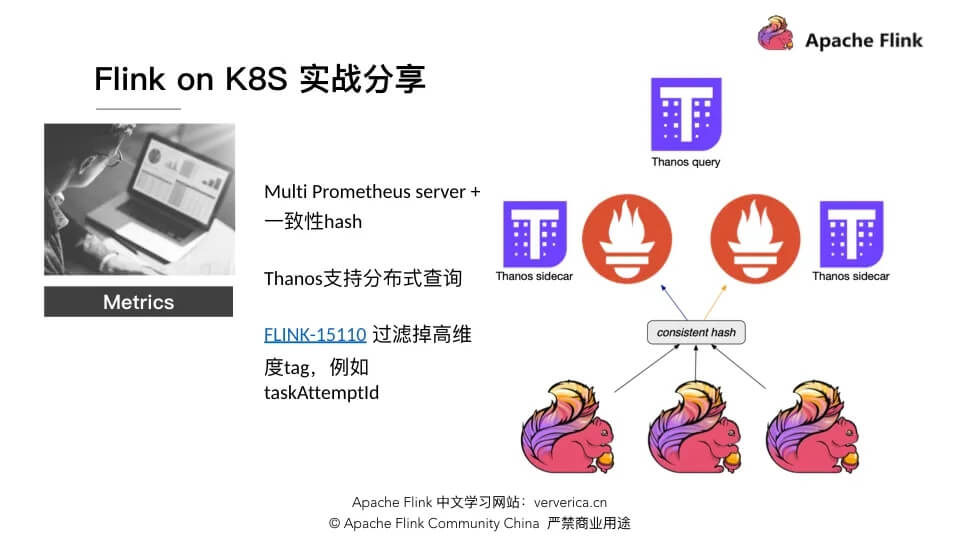 Apache Flink
Flink on K8S 实战分享
Metrics
Multi Prometheus server +
一致性hash
Thanos支持分布式查询
FLINK-15110 过滤掉高维
度tag，例如
taskAttemptId
Thanos query
Thanos sidecar
Thanos sidecar
consistent hash
Apache Flink 中文学习网站：ververica.cn
© Apache Flink Community China 严禁商业用途